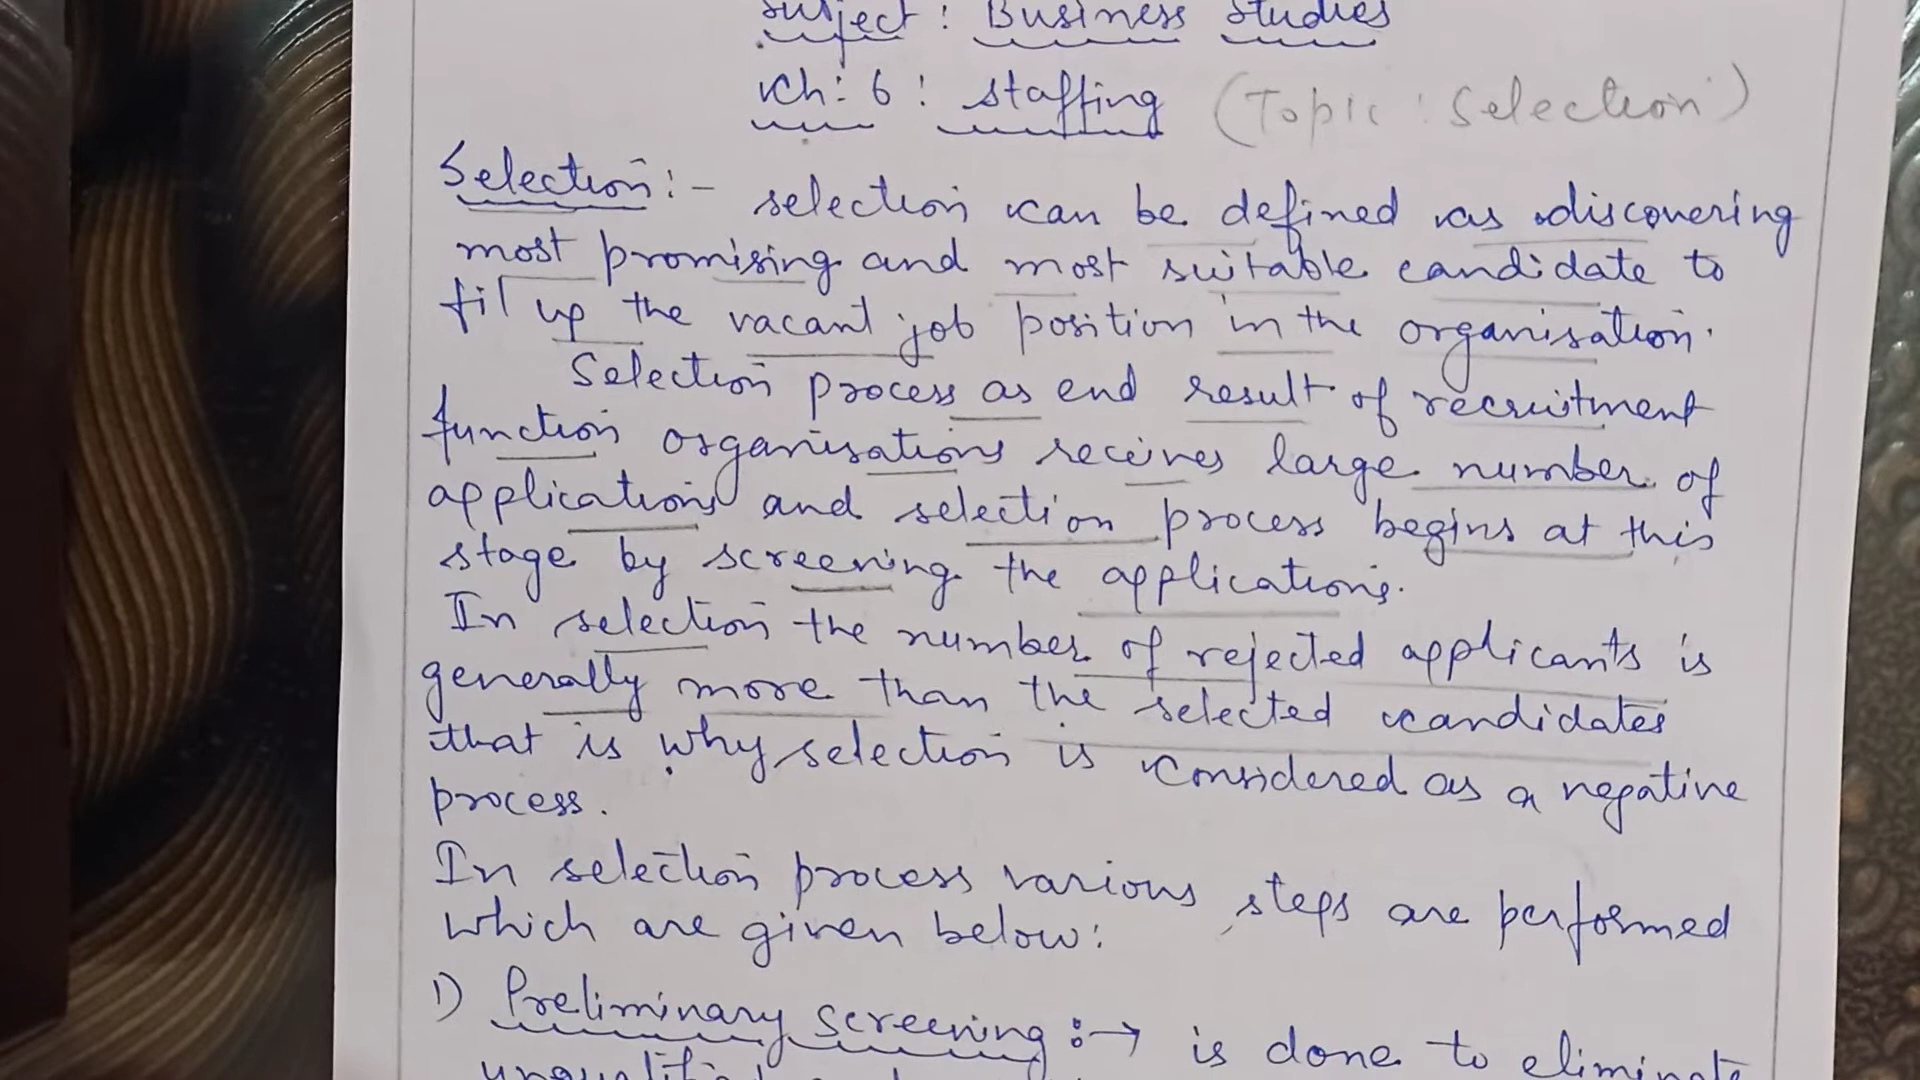 Subject: Business Studies
Ch: 6: Staffing (Topic: Selection)
Selection:- selection can be defined as discovering
most promising and most suitable candidate to
fil up the vacant job position in the organisation.
Selection process as end result of recruitment
function organisations receives large number of
applications and selection process begins at this
stage by screening the applications.
In selection the number of rejected applicants is
generally more than the selected candidates
that is why selection is considered as a negative
process.
In selection process various steps are performed
which are given below:
1) Preliminary screening :→ is done to eliminate